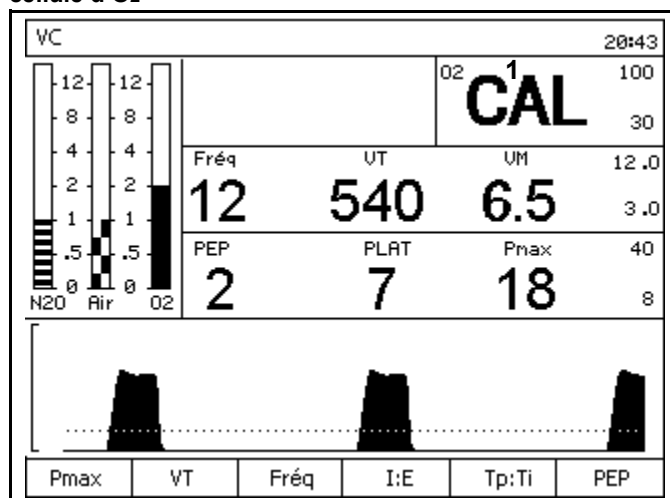 VC 20:43
12 12
8 8
4 4
2 2
1 1
.5 .5
0 0
N2O Air O2
O2 CAL 1 100
30
Fréq VT VM 12.0
12 540 6.5 3.0
PEP PLAT Pmax 40
2 7 18 8
Pmax VT Fréq I:E Tp:Ti PEP